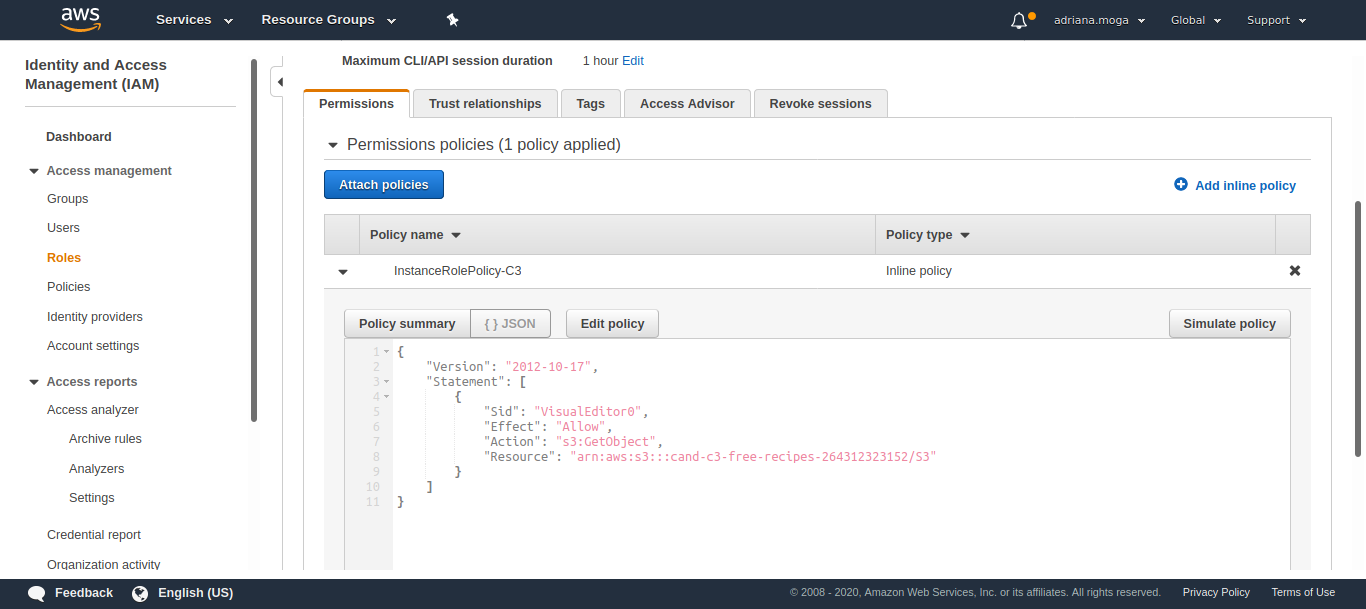 aws
Services
Resource Groups
adriana.moga
Global
Support
Identity and Access
Management (IAM)
Dashboard
Access management
Groups
Users
Roles
Policies
Identity providers
Account settings
Access reports
Access analyzer
Archive rules
Analyzers
Settings
Credential report
Organization activity
Maximum CLI/API session duration 1 hour Edit
Permissions
Trust relationships
Tags
Access Advisor
Revoke sessions
Permissions policies (1 policy applied)
Attach policies
Add inline policy
Policy name
Policy type
InstanceRolePolicy-C3
Inline policy
Policy summary
{ } JSON
Edit policy
Simulate policy
1 {
2 "Version": "2012-10-17",
3 "Statement": [
4 {
5 "Sid": "VisualEditor0",
6 "Effect": "Allow",
7 "Action": "s3:GetObject",
8 "Resource": "arn:aws:s3:::cand-c3-free-recipes-264312323152/S3"
9 }
10 ]
11 }
Feedback
English (US)
© 2008 - 2020, Amazon Web Services, Inc. or its affiliates. All rights reserved.
Privacy Policy
Terms of Use